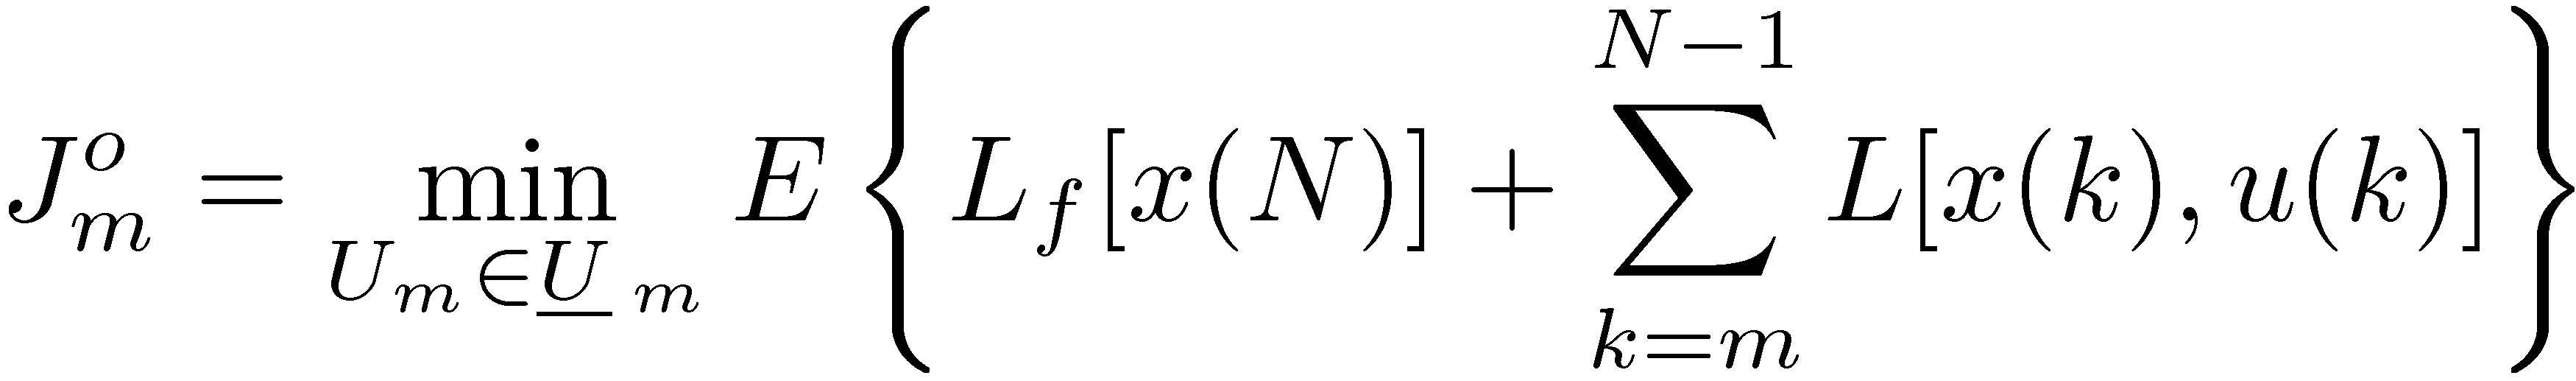 $J_m^o = \min_{U_m \in \underline{U}_m} E \left\{ L_f[x(N)] + \sum_{k=m}^{N-1} L[x(k), u(k)] \right\}$